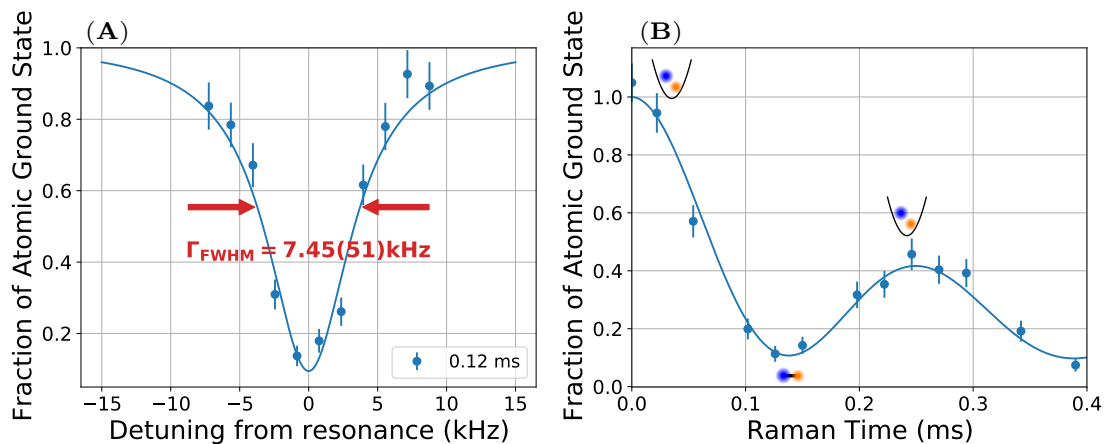 (A)
Fraction of Atomic Ground State
1.0
0.8
0.6
0.4
0.2
Γ_FWHM = 7.45(51)kHz
0.12 ms
−15 −10 −5 0 5 10 15
Detuning from resonance (kHz)
(B)
Fraction of Atomic Ground State
1.0
0.8
0.6
0.4
0.2
0.0
0.0 0.1 0.2 0.3 0.4
Raman Time (ms)